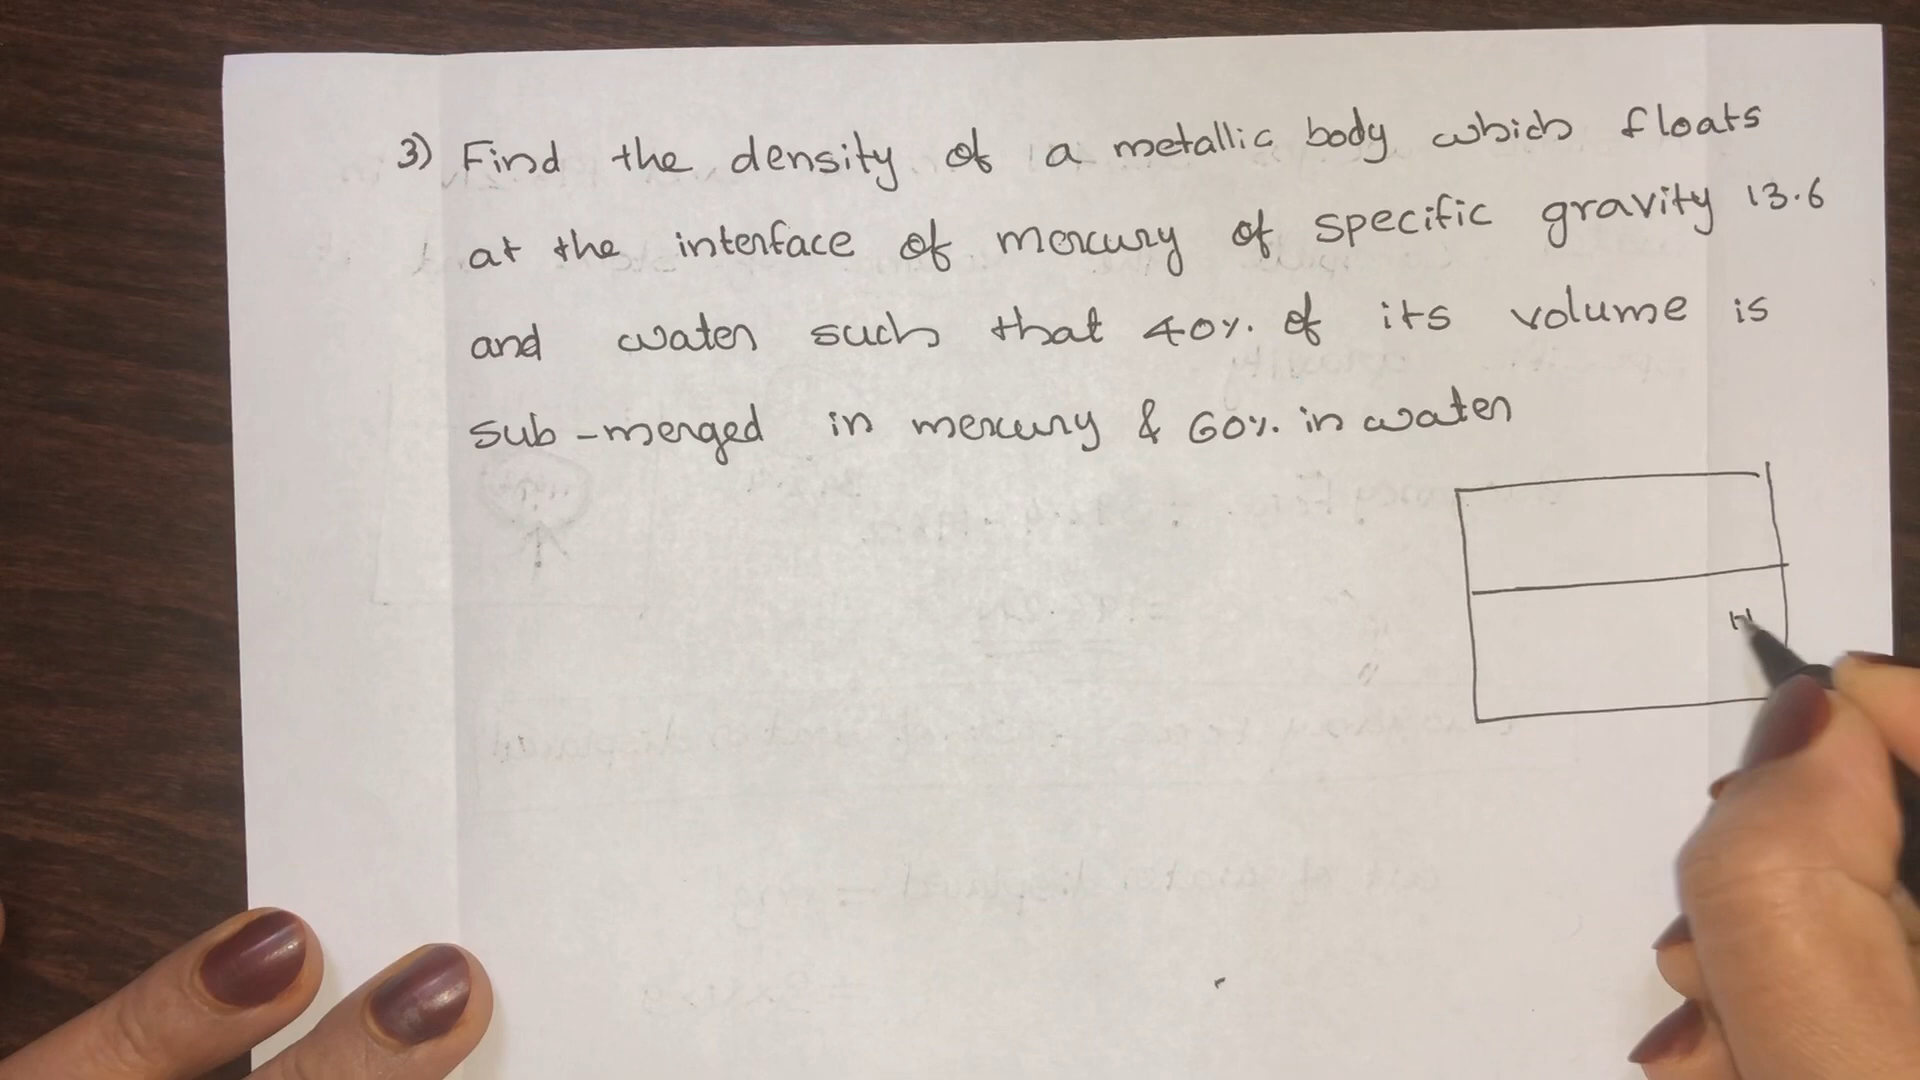 3) Find the density of a metallic body which floats
at the interface of mercury of specific gravity 13.6
and water such that 40%. of its volume is
sub-merged in mercury & 60%. in water
H